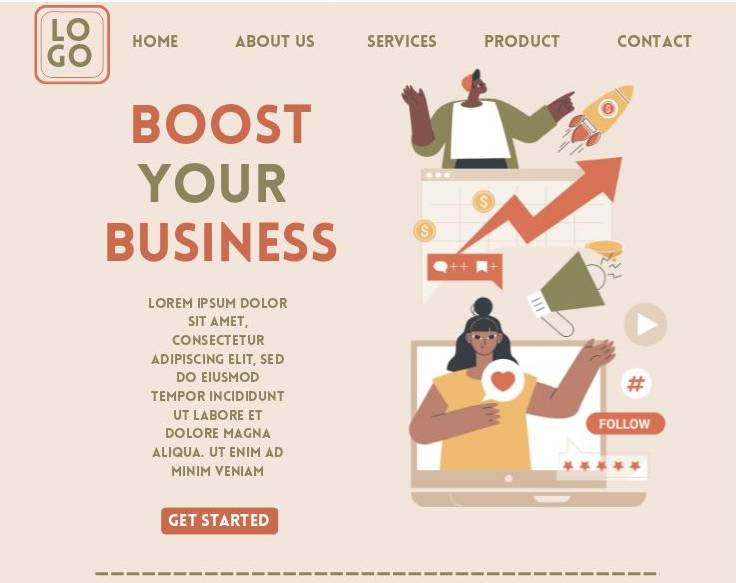 LO
GO
HOME ABOUT US SERVICES PRODUCT CONTACT
BOOST
YOUR
BUSINESS
LOREM IPSUM DOLOR
SIT AMET,
CONSECTETUR
ADIPISCING ELIT, SED
DO EIUSMOD
TEMPOR INCIDIDUNT
UT LABORE ET
DOLORE MAGNA
ALIQUA. UT ENIM AD
MINIM VENIAM
GET STARTED
$
$ $
++ +
#
FOLLOW